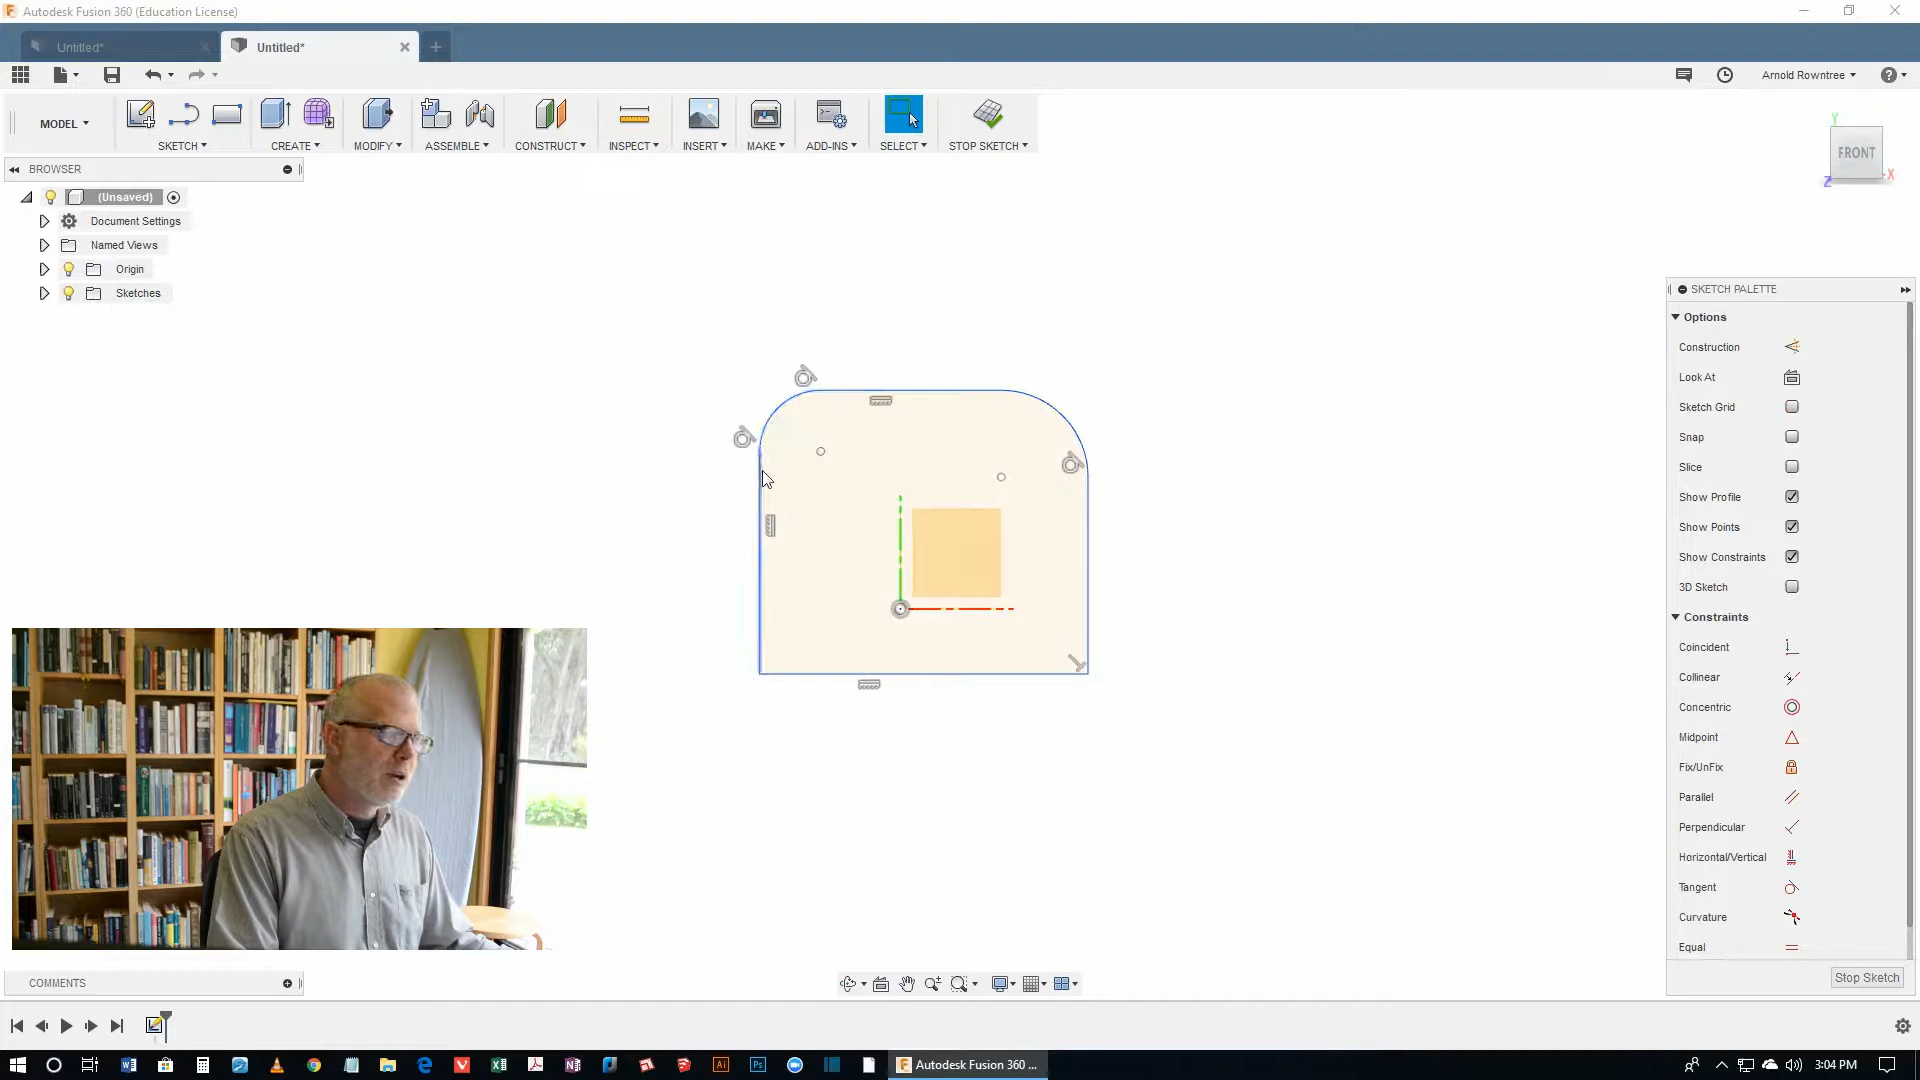 Autodesk Fusion 360 (Education License)
Untitled*
Untitled*
Arnold Rowntree
MODEL
SKETCH
CREATE
MODIFY
ASSEMBLE
CONSTRUCT
INSPECT
INSERT
MAKE
ADD-INS
SELECT
STOP SKETCH
Y
FRONT
X
Z
BROWSER
(Unsaved)
Document Settings
Named Views
Origin
Sketches
SKETCH PALETTE
Options
Construction
Look At
Sketch Grid
Snap
Slice
Show Profile
Show Points
Show Constraints
3D Sketch
Constraints
Coincident
Collinear
Concentric
Midpoint
Fix/UnFix
Parallel
Perpendicular
Horizontal/Vertical
Tangent
Curvature
Equal
Stop Sketch
COMMENTS
Autodesk Fusion 360 ...
3:04 PM